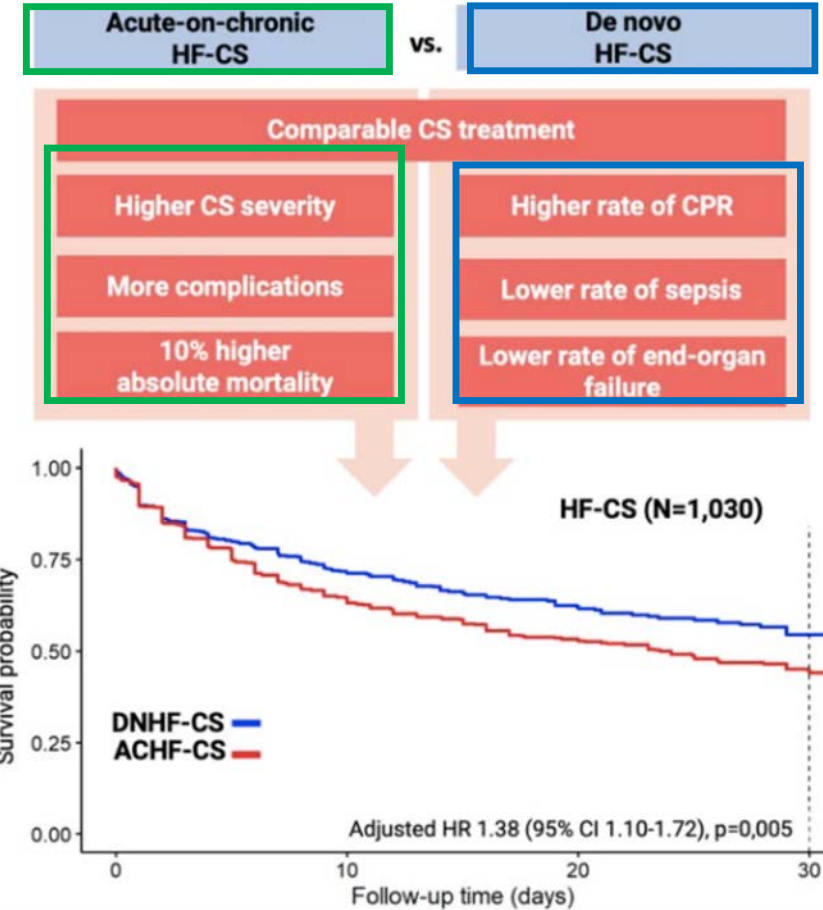 Acute-on-chronic
HF-CS
vs.
De novo
HF-CS
Comparable CS treatment
Higher CS severity
Higher rate of CPR
More complications
Lower rate of sepsis
10% higher
absolute mortality
Lower rate of end-organ
failure
1.00
0.75
0.50
0.25
0.00
Survival probability
HF-CS (N=1,030)
DNHF-CS
ACHF-CS
Adjusted HR 1.38 (95% CI 1.10-1.72), p=0,005
0
10
20
30
Follow-up time (days)